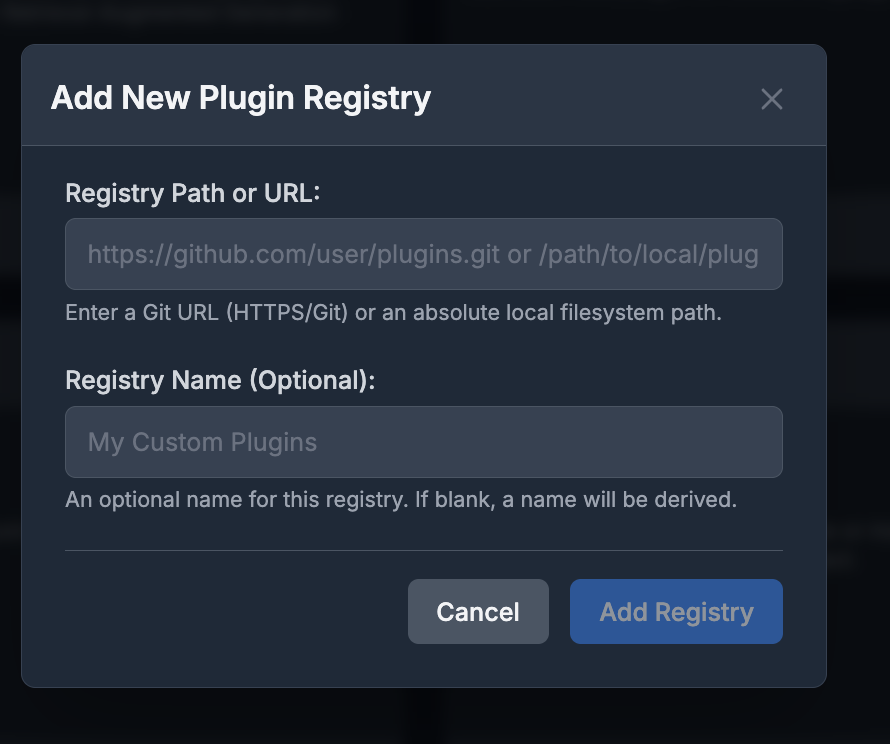 Add New Plugin Registry
Registry Path or URL:
https://github.com/user/plugins.git or /path/to/local/plug
Enter a Git URL (HTTPS/Git) or an absolute local filesystem path.
Registry Name (Optional):
My Custom Plugins
An optional name for this registry. If blank, a name will be derived.
Cancel
Add Registry